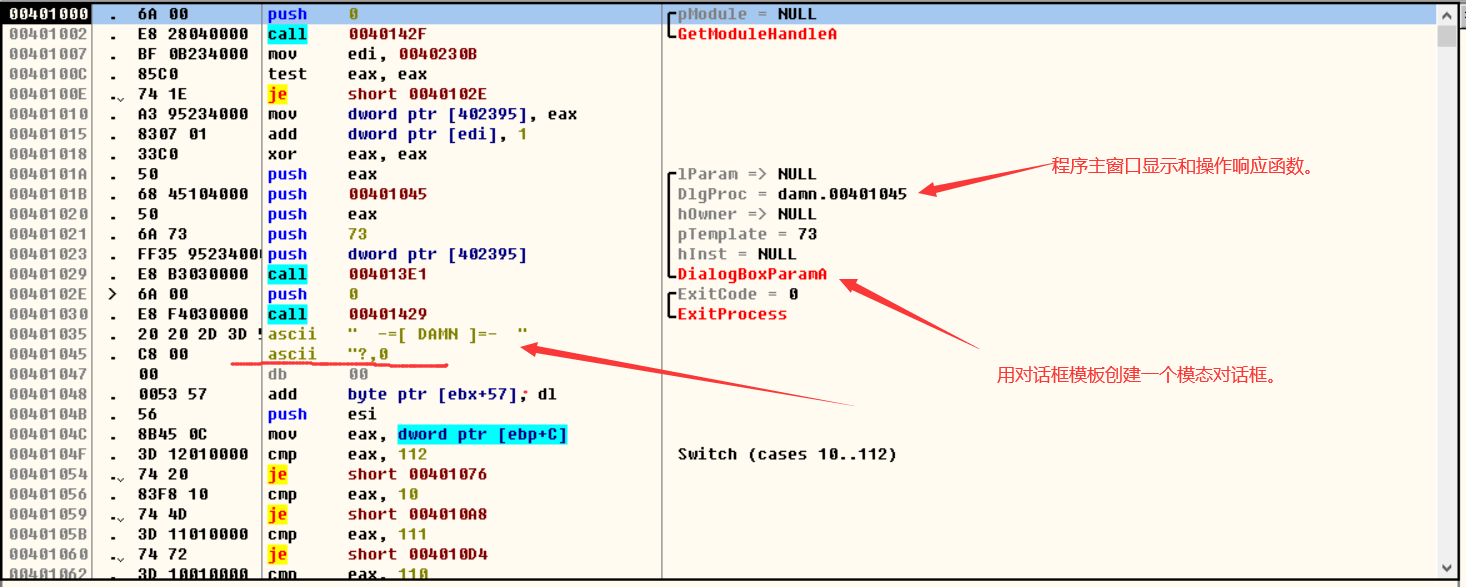 00401000 . 6A 00 push 0 pModule = NULL
00401002 . E8 28040000 call 0040142F GetModuleHandleA
00401007 . BF 0B234000 mov edi, 0040230B
0040100C . 85C0 test eax, eax
0040100E . 74 1E je short 0040102E
00401010 . A3 95234000 mov dword ptr [402395], eax
00401015 . 8307 01 add dword ptr [edi], 1
00401018 . 33C0 xor eax, eax
程序主窗口显示和操作响应函数。
0040101A . 50 push eax lParam => NULL
0040101B . 68 45104000 push 00401045 DlgProc = damn.00401045
00401020 . 50 push eax hOwner => NULL
00401021 . 6A 73 push 73 pTemplate = 73
00401023 . FF35 9523400 push dword ptr [402395] hInst = NULL
00401029 . E8 B3030000 call 004013E1 DialogBoxParamA
0040102E > 6A 00 push 0 ExitCode = 0
00401030 . E8 F4030000 call 00401429 ExitProcess
00401035 . 20 20 2D 3D ascii "  -=[ DAMN ]=-  "
00401045 . C8 00 ascii "?,0
用对话框模板创建一个模态对话框。
00401047 00 db 00
00401048 . 0053 57 add byte ptr [ebx+57], dl
0040104B . 56 push esi
0040104C . 8B45 0C mov eax, dword ptr [ebp+C]
0040104F . 3D 12010000 cmp eax, 112 Switch (cases 10..112)
00401054 . 74 20 je short 00401076
00401056 . 83F8 10 cmp eax, 10
00401059 . 74 4D je short 004010A8
0040105B . 3D 11010000 cmp eax, 111
00401060 . 74 72 je short 004010D4
00401062 . 3D 10010000 cmp eax, 110